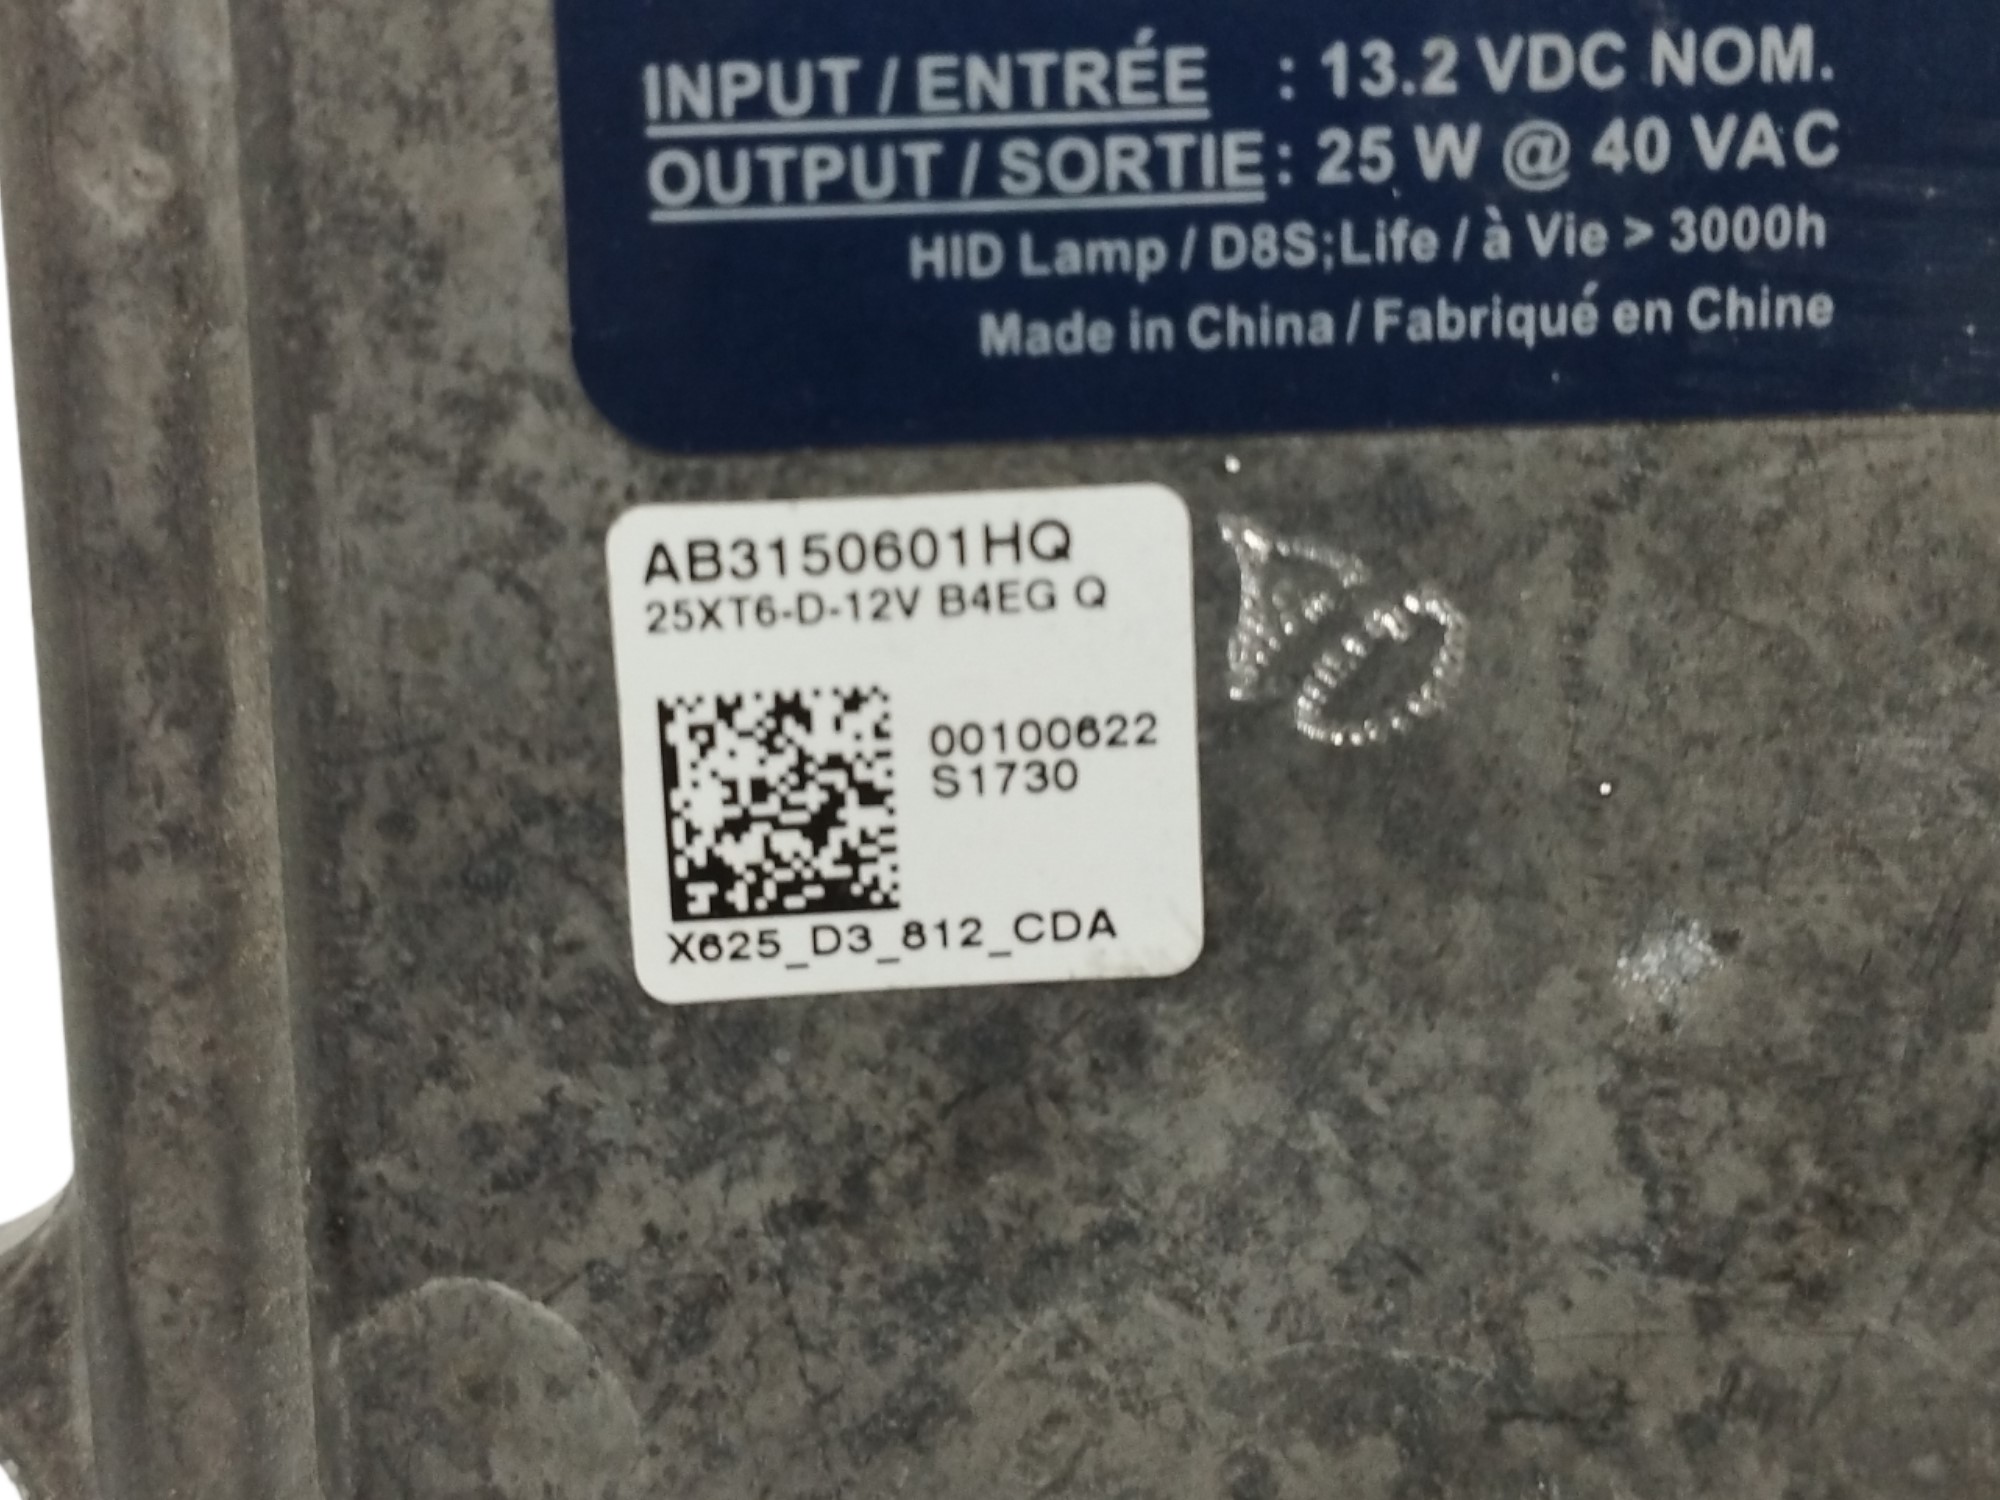 INPUT / ENTRÉE : 13.2 VDC NOM.
OUTPUT / SORTIE : 25 W @ 40 VAC
HID Lamp / D8S;Life / à Vie > 3000h
Made in China / Fabriqué en Chine
AB3150601HQ
25XT6-D-12V B4EG Q
00100622
S1730
X625_D3_812_CDA